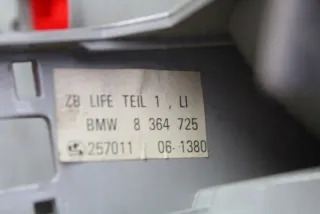 ZB LIFE TEIL 1 , LI
BMW 8 364 725
257011 06-1380